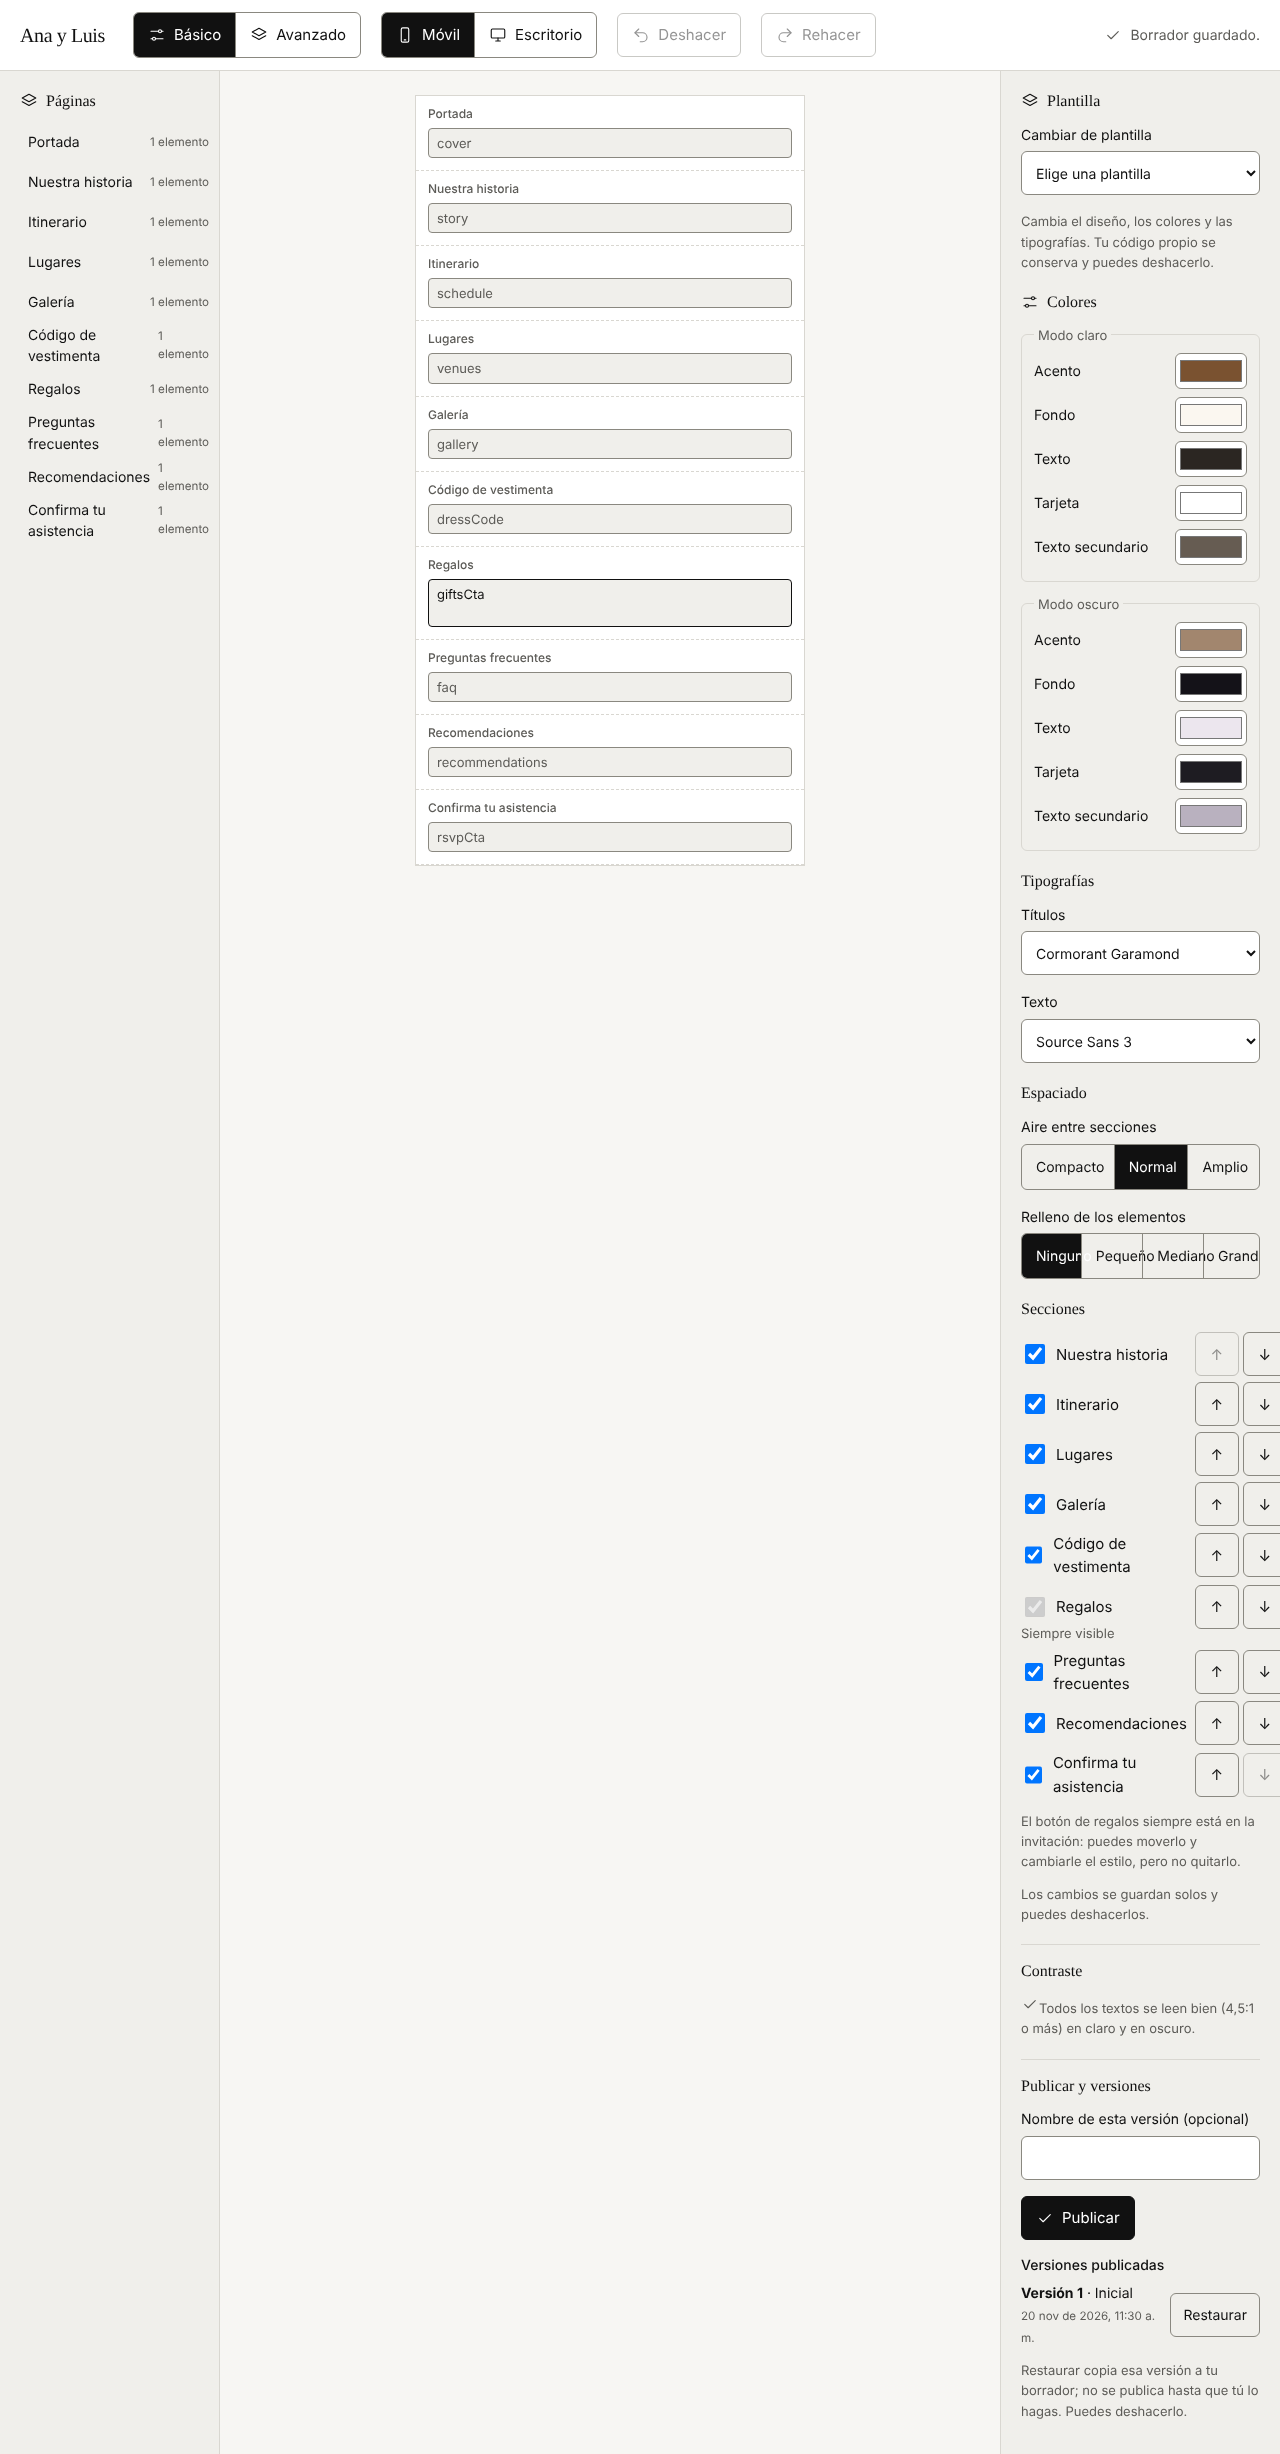 Ana y Luis
Básico
Avanzado
Móvil
Escritorio
Deshacer
Rehacer
Borrador guardado.
Páginas
Portada 1 elemento
Nuestra historia 1 elemento
Itinerario 1 elemento
Lugares 1 elemento
Galería 1 elemento
Código de vestimenta 1 elemento
Regalos 1 elemento
Preguntas frecuentes 1 elemento
Recomendaciones 1 elemento
Confirma tu asistencia 1 elemento
Portada
cover
Nuestra historia
story
Itinerario
schedule
Lugares
venues
Galería
gallery
Código de vestimenta
dressCode
Regalos
giftsCta
Preguntas frecuentes
faq
Recomendaciones
recommendations
Confirma tu asistencia
rsvpCta
Plantilla
Cambiar de plantilla
Elige una plantilla
Cambia el diseño, los colores y las
tipografías. Tu código propio se
conserva y puedes deshacerlo.
Colores
Modo claro
Acento
Fondo
Texto
Tarjeta
Texto secundario
Modo oscuro
Acento
Fondo
Texto
Tarjeta
Texto secundario
Tipografías
Títulos
Cormorant Garamond
Texto
Source Sans 3
Espaciado
Aire entre secciones
Compacto Normal Amplio
Relleno de los elementos
Ningun Pequeño Mediano Grand
Secciones
Nuestra historia ↑ ↓
Itinerario ↑ ↓
Lugares ↑ ↓
Galería ↑ ↓
Código de
vestimenta ↑ ↓
Regalos ↑ ↓
Siempre visible
Preguntas
frecuentes ↑ ↓
Recomendaciones ↑ ↓
Confirma tu
asistencia ↑ ↓
El botón de regalos siempre está en la
invitación: puedes moverlo y
cambiarle el estilo, pero no quitarlo.
Los cambios se guardan solos y
puedes deshacerlos.
Contraste
Todos los textos se leen bien (4,5:1
o más) en claro y en oscuro.
Publicar y versiones
Nombre de esta versión (opcional)
Publicar
Versiones publicadas
Versión 1 · Inicial
20 nov de 2026, 11:30 a.
m.
Restaurar
Restaurar copia esa versión a tu
borrador; no se publica hasta que tú lo
hagas. Puedes deshacerlo.